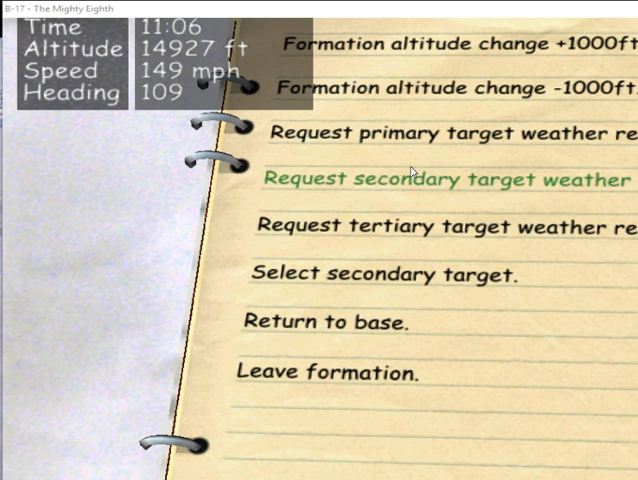 B-17 - The Mighty Eighth
Time 11:06
Altitude 14927 ft
Speed 149 mph
Heading 109
Formation altitude change +1000ft
Formation altitude change -1000ft.
Request primary target weather re
Request secondary target weather
Request tertiary target weather re
Select secondary target.
Return to base.
Leave formation.